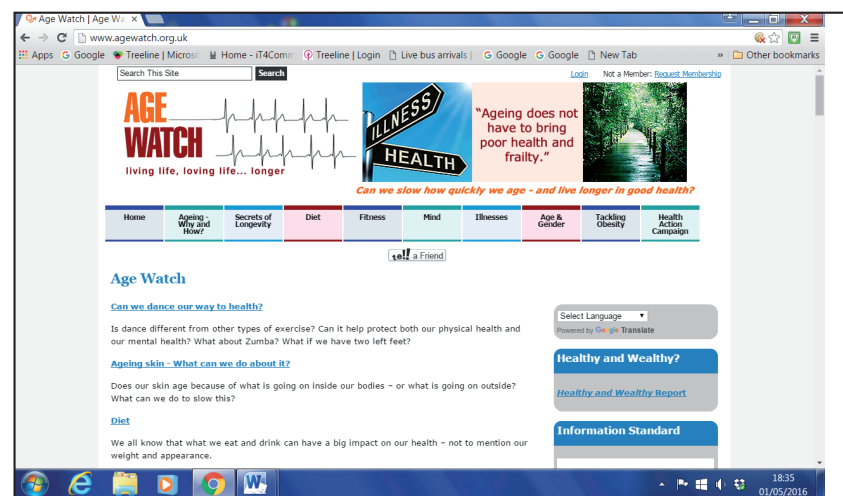 Age Watch | Age Wa
www.agewatch.org.uk
Apps Google Treeline | Microso Home - iT4Comm Treeline | Login Live bus arrivals | Google Google New Tab » Other bookmarks
Search This Site Search Login Not a Member: Request Membership
AGE
WATCH
living life, loving life... longer
ILLNESS
HEALTH
"Ageing does not
have to bring
poor health and
frailty."
Can we slow how quickly we age - and live longer in good health?
Home
Ageing -
Why and
How?
Secrets of
Longevity
Diet
Fitness
Mind
Illnesses
Age &
Gender
Tackling
Obesity
Health
Action
Campaign
tell!! a Friend
Age Watch
Can we dance our way to health?
Is dance different from other types of exercise? Can it help protect both our physical health and
our mental health? What about Zumba? What if we have two left feet?
Ageing skin - What can we do about it?
Does our skin age because of what is going on inside our bodies – or what is going on outside?
What can we do to slow this?
Diet
We all know that what we eat and drink can have a big impact on our health – not to mention our
weight and appearance.
Select Language
Powered by Google Translate
Healthy and Wealthy?
Healthy and Wealthy Report
Information Standard
18:35
01/05/2016